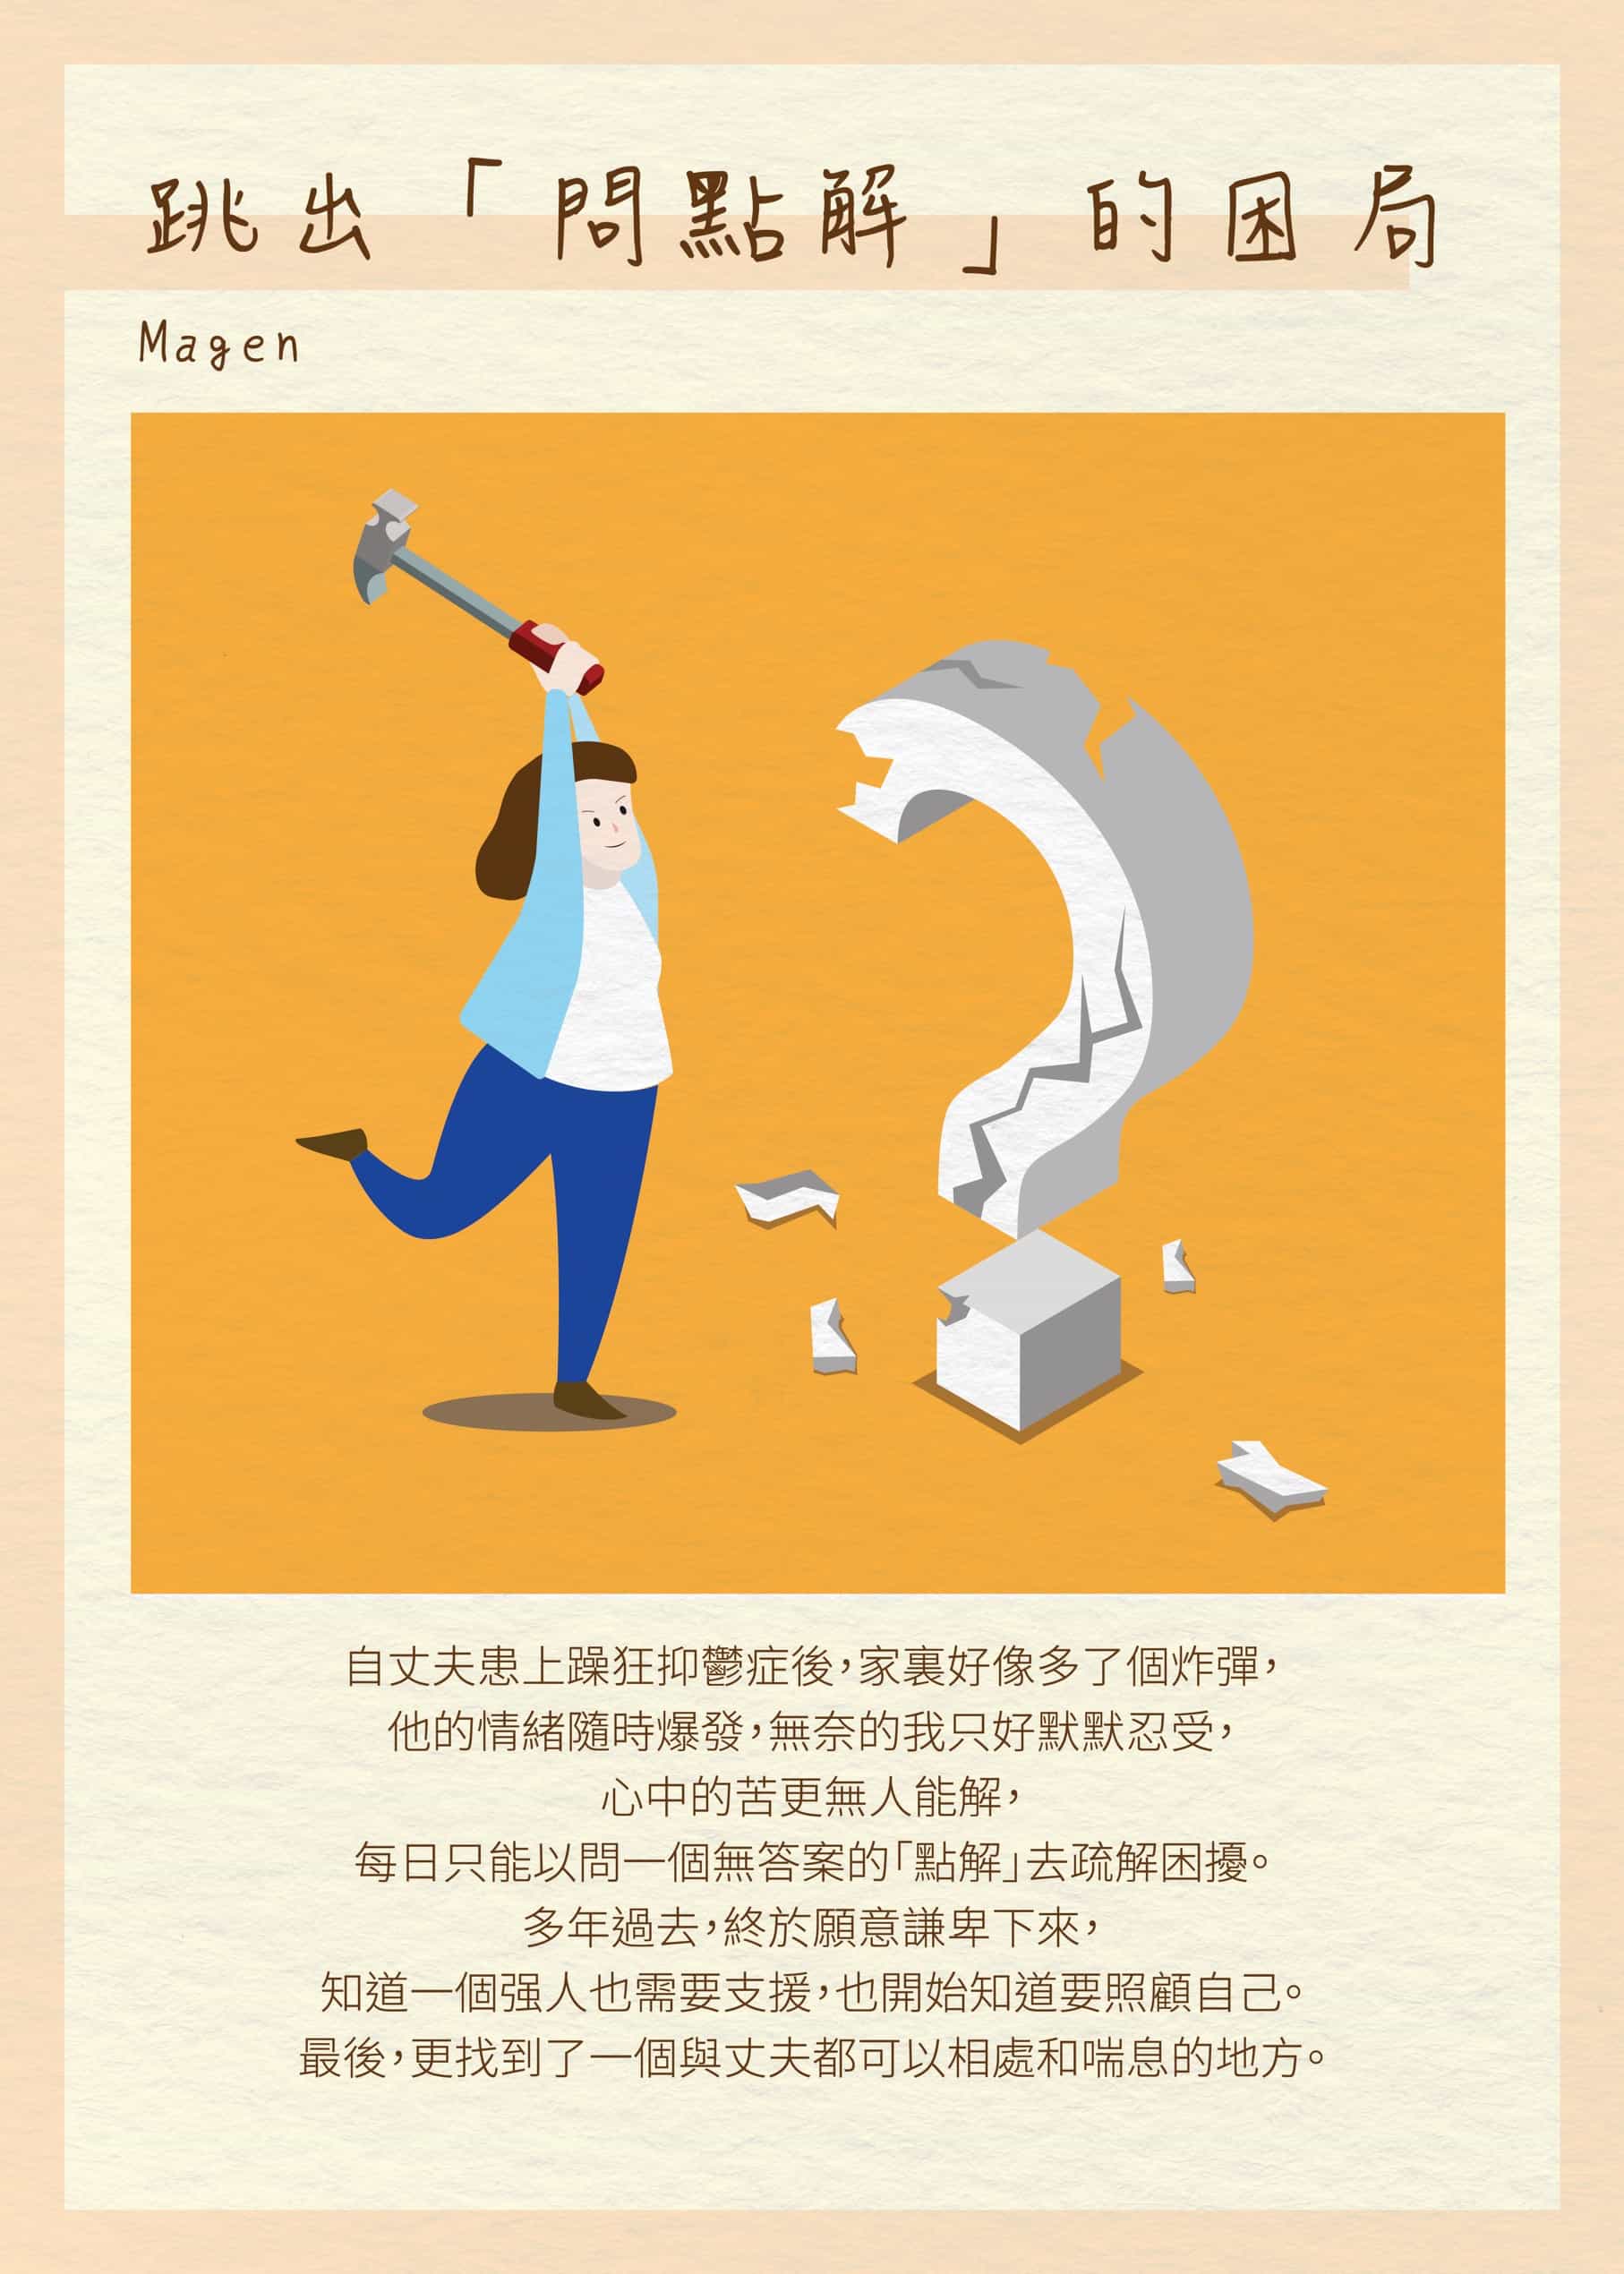 跳出「問點解」的困局
Magen
自丈夫患上躁狂抑鬱症後,家裏好像多了個炸彈,
他的情緒隨時爆發,無奈的我只好默默忍受,
心中的苦更無人能解,
每日只能以問一個無答案的「點解」去疏解困擾。
多年過去,終於願意謙卑下來,
知道一個强人也需要支援,也開始知道要照顧自己。
最後,更找到了一個與丈夫都可以相處和喘息的地方。